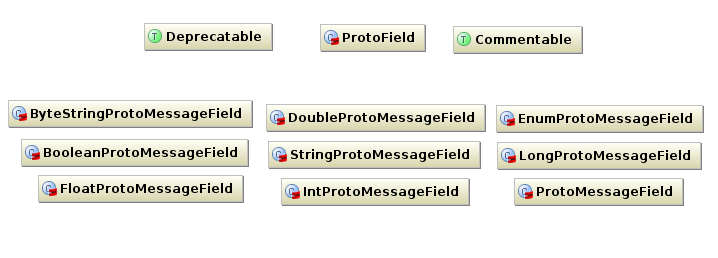 Deprecatable
ProtoField
Commentable
ByteStringProtoMessageField
DoubleProtoMessageField
EnumProtoMessageField
BooleanProtoMessageField
StringProtoMessageField
LongProtoMessageField
FloatProtoMessageField
IntProtoMessageField
ProtoMessageField